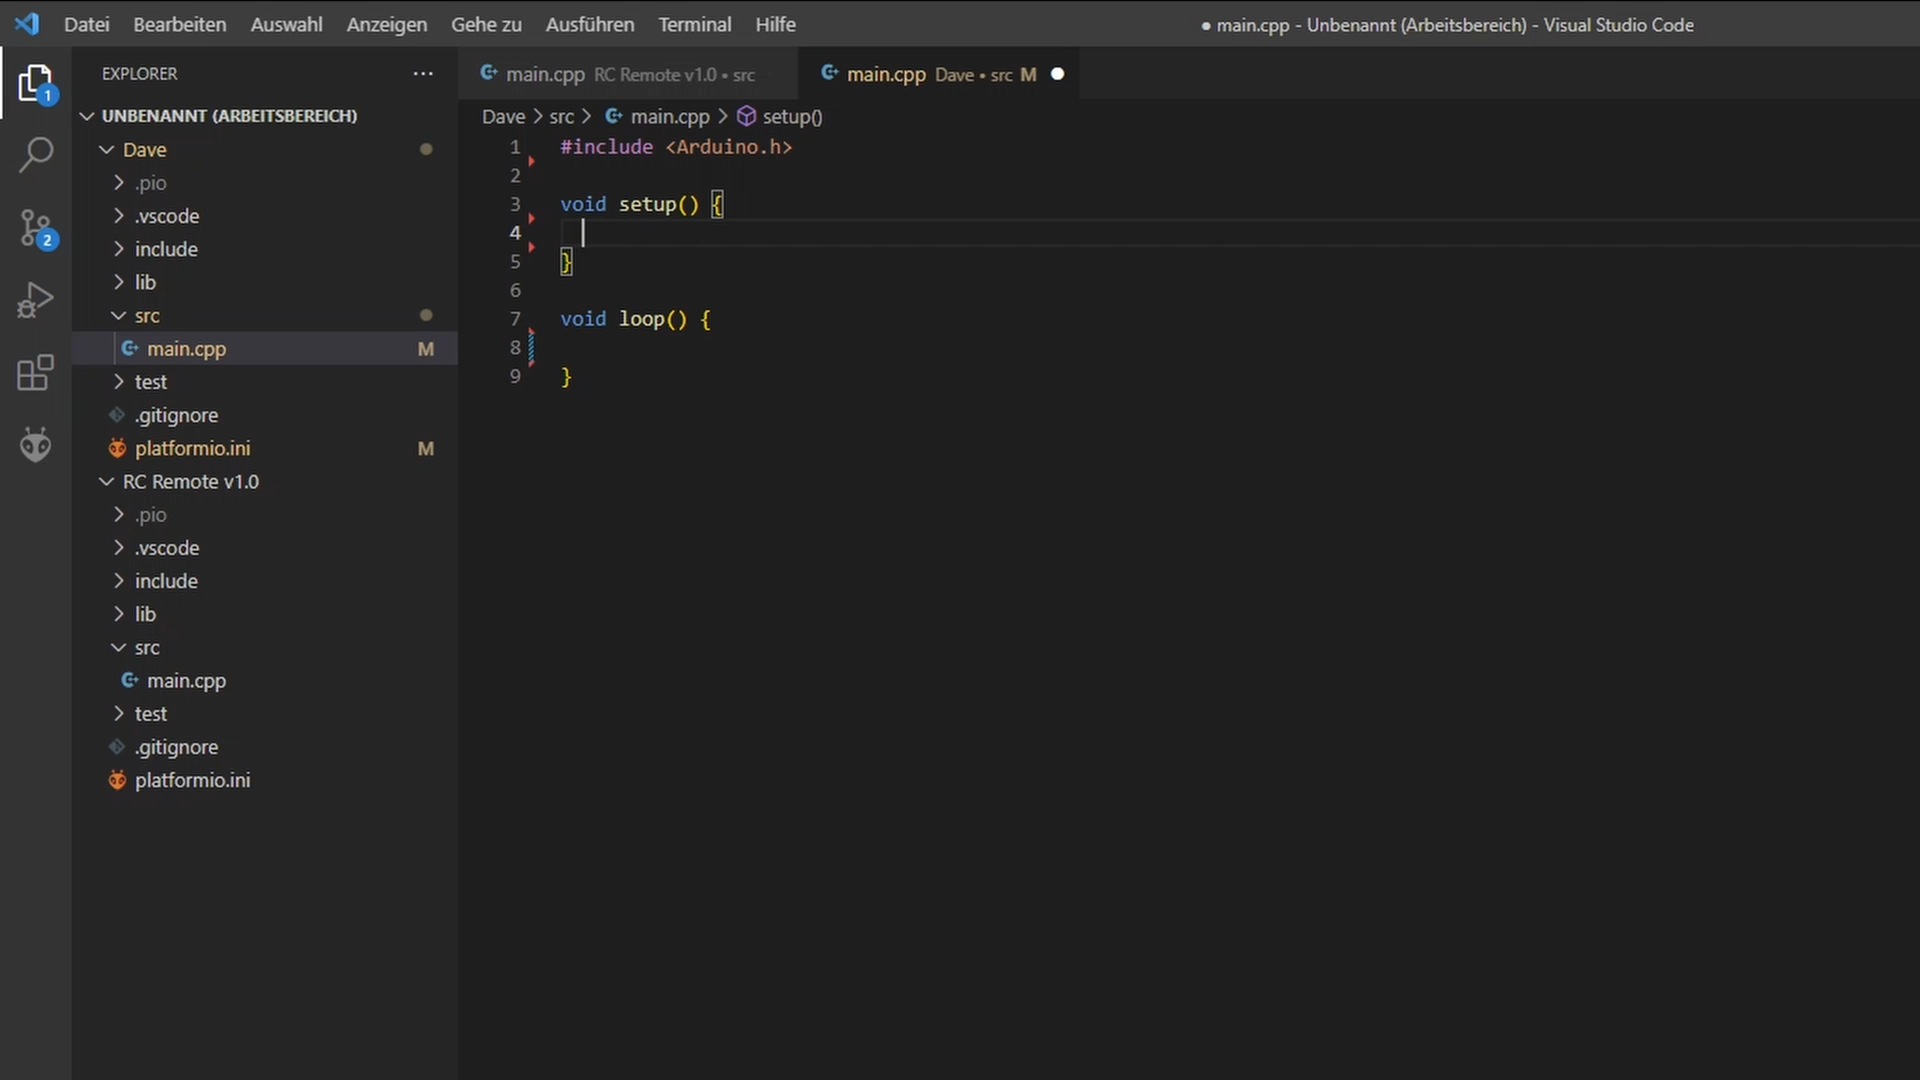 Datei Bearbeiten Auswahl Anzeigen Gehe zu Ausführen Terminal Hilfe
● main.cpp - Unbenannt (Arbeitsbereich) - Visual Studio Code
1
2
EXPLORER
UNBENANNT (ARBEITSBEREICH)
Dave
.pio
.vscode
include
lib
src
main.cpp M
test
.gitignore
platformio.ini M
RC Remote v1.0
.pio
.vscode
include
lib
src
main.cpp
test
.gitignore
platformio.ini
main.cpp RC Remote v1.0 • src
main.cpp Dave • src M
Dave > src > main.cpp > setup()
1 #include <Arduino.h>
2
3 void setup() {
4
5 }
6
7 void loop() {
8
9 }